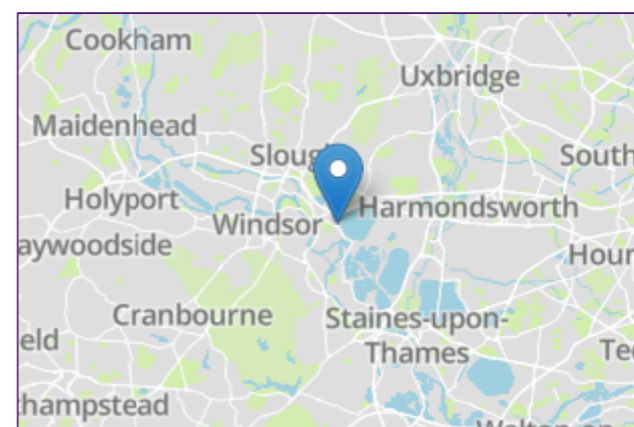 Cookham
Uxbridge
Maidenhead
Sloug
South
Holyport
Harmondsworth
Windsor
aywoodside
Houn
Cranbourne
Staines-upon-
Thames
eld
Te
hampstead